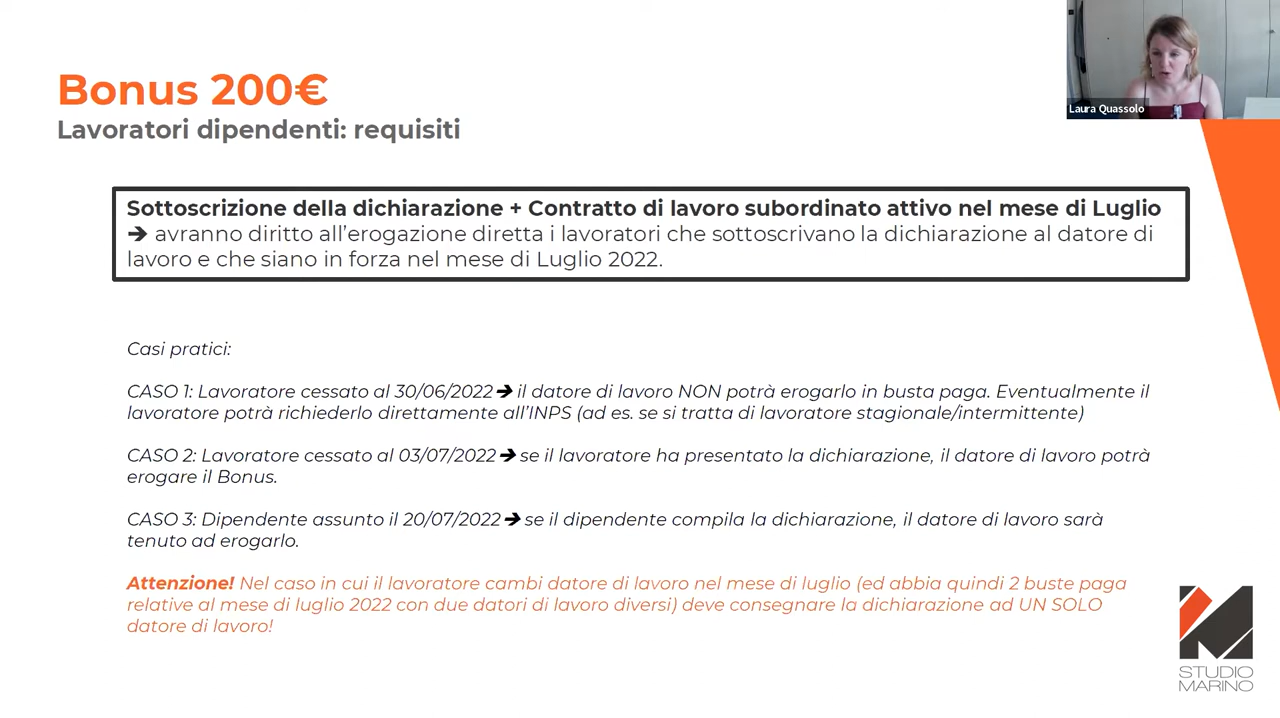 Bonus 200€
Lavoratori dipendenti: requisiti
Laura Quassolo
Sottoscrizione della dichiarazione + Contratto di lavoro subordinato attivo nel mese di Luglio
➔ avranno diritto all’erogazione diretta i lavoratori che sottoscrivano la dichiarazione al datore di
lavoro e che siano in forza nel mese di Luglio 2022.
Casi pratici:
CASO 1: Lavoratore cessato al 30/06/2022➔ il datore di lavoro NON potrà erogarlo in busta paga. Eventualmente il
lavoratore potrà richiederlo direttamente all’INPS (ad es. se si tratta di lavoratore stagionale/intermittente)
CASO 2: Lavoratore cessato al 03/07/2022➔ se il lavoratore ha presentato la dichiarazione, il datore di lavoro potrà
erogare il Bonus.
CASO 3: Dipendente assunto il 20/07/2022➔ se il dipendente compila la dichiarazione, il datore di lavoro sarà
tenuto ad erogarlo.
Attenzione! Nel caso in cui il lavoratore cambi datore di lavoro nel mese di luglio (ed abbia quindi 2 buste paga
relative al mese di luglio 2022 con due datori di lavoro diversi) deve consegnare la dichiarazione ad UN SOLO
datore di lavoro!
STUDIO
MARINO